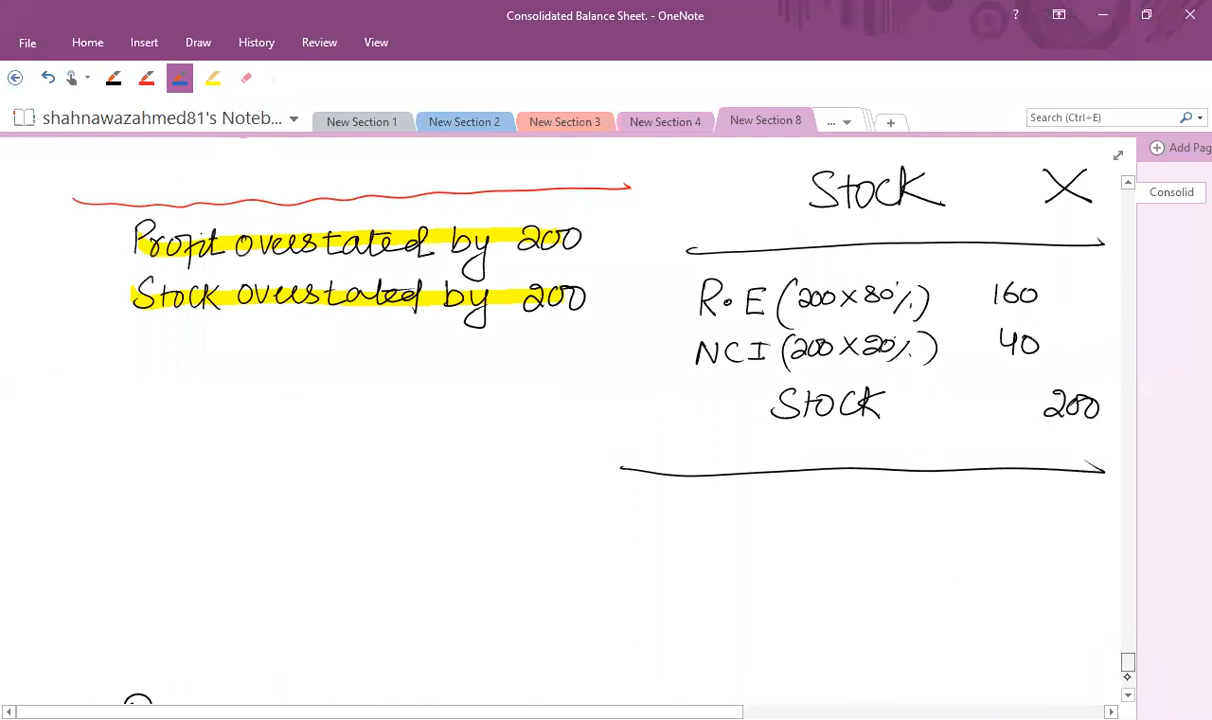 Consolidated Balance Sheet. - OneNote
?
File Home Insert Draw History Review View
shahnawazahmed81's Noteb...
New Section 1 New Section 2 New Section 3 New Section 4 New Section 8 ...
Search (Ctrl+E)
Add Pag
Consolid
Profit overstated by 200
Stock overstated by 200
Stock X
R.E (200 X 80%) 160
NCI (200 X 20%) 40
Stock 200